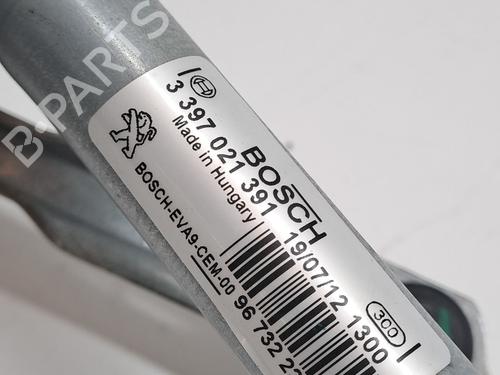 B-PARTS
BOSCH
3 397 021 391 19/07/12 1300
Made in Hungary
300
BOSCH-EVA9-CEM-00 96 732 22